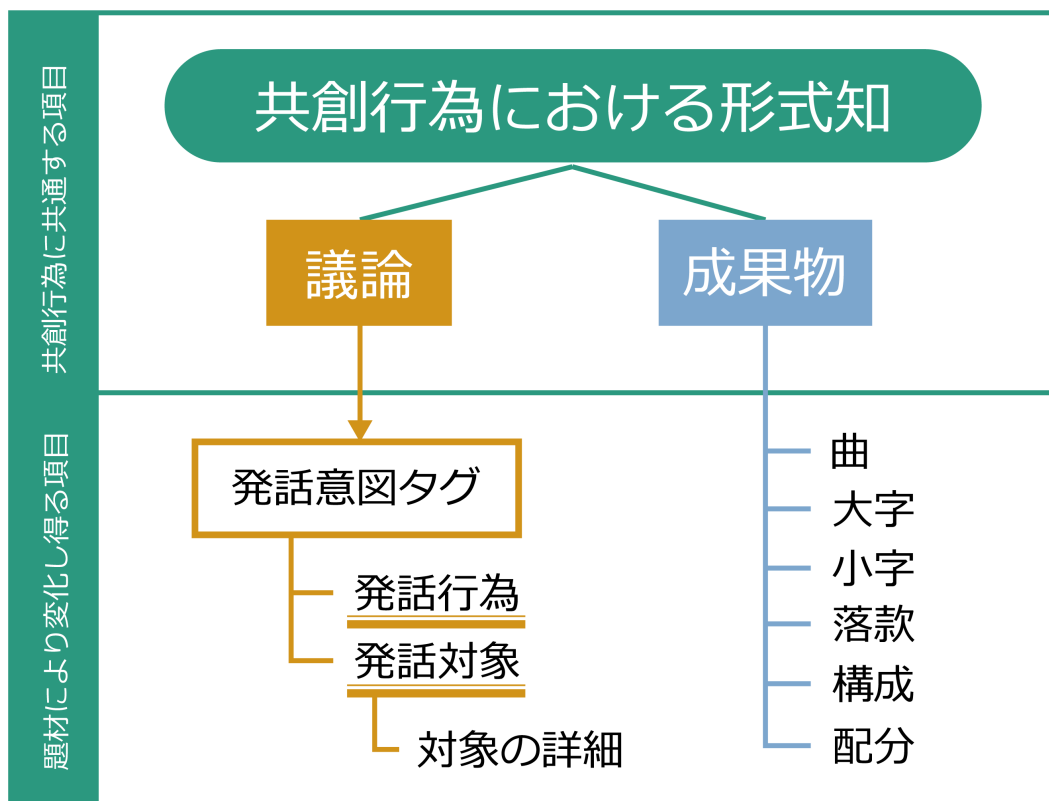 共創行為に共通する項目
共創行為における形式知
議論
成果物
題材により変化し得る項目
発話意図タグ
発話行為
発話対象
対象の詳細
曲
大字
小字
落款
構成
配分